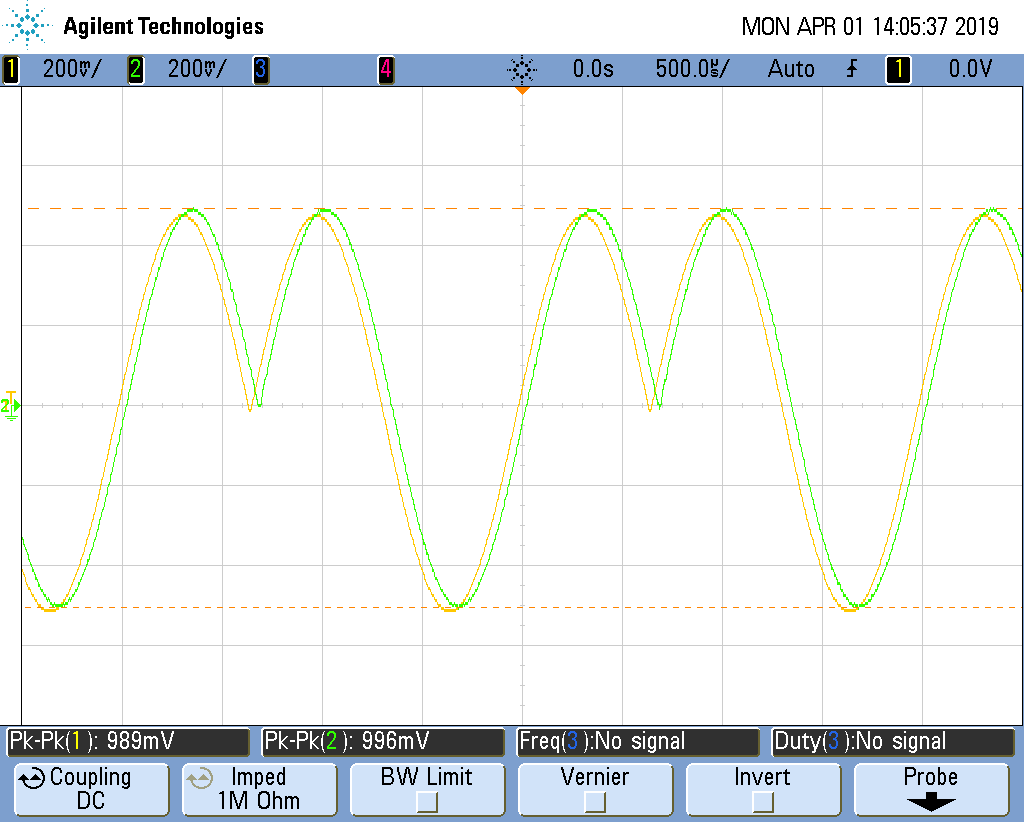 Agilent Technologies MON APR 01 14:05:37 2019
1 200mV/ 2 200mV/ 3 4 0.0s 500.0µs/ Auto 1 0.0V
2
Pk-Pk(1): 989mV Pk-Pk(2): 996mV Freq(3):No signal Duty(3):No signal
Coupling Imped BW Limit Vernier Invert Probe
DC 1M Ohm